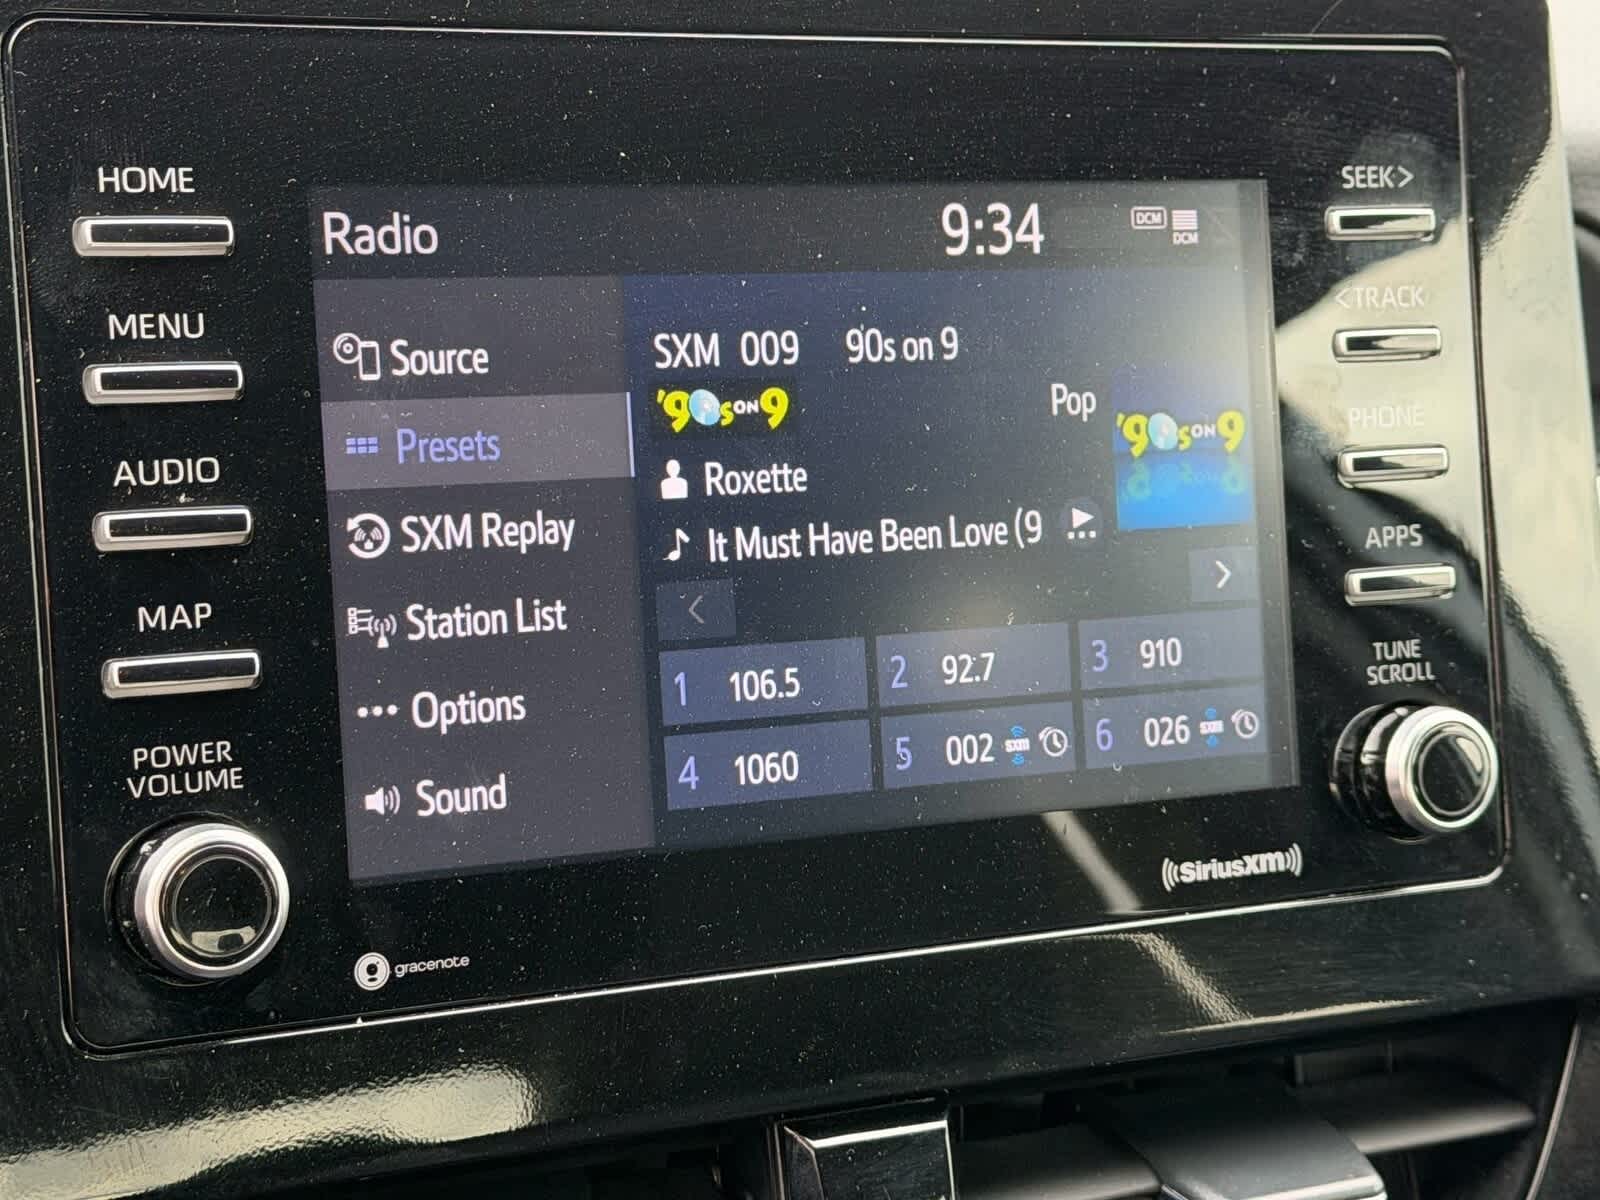 HOME
MENU
AUDIO
MAP
POWER
VOLUME
Radio
9:34
DCM
DCM
Source
Presets
SXM Replay
Station List
Options
Sound
SXM 009 90s on 9
'90s ON 9
Pop
'90s ON 9
Roxette
It Must Have Been Love (9
1 106.5
2 92.7
3 910
4 1060
5 002 SXM
6 026 SXM
SEEK>
<TRACK
PHONE
APPS
TUNE
SCROLL
((SiriusXM))
gracenote